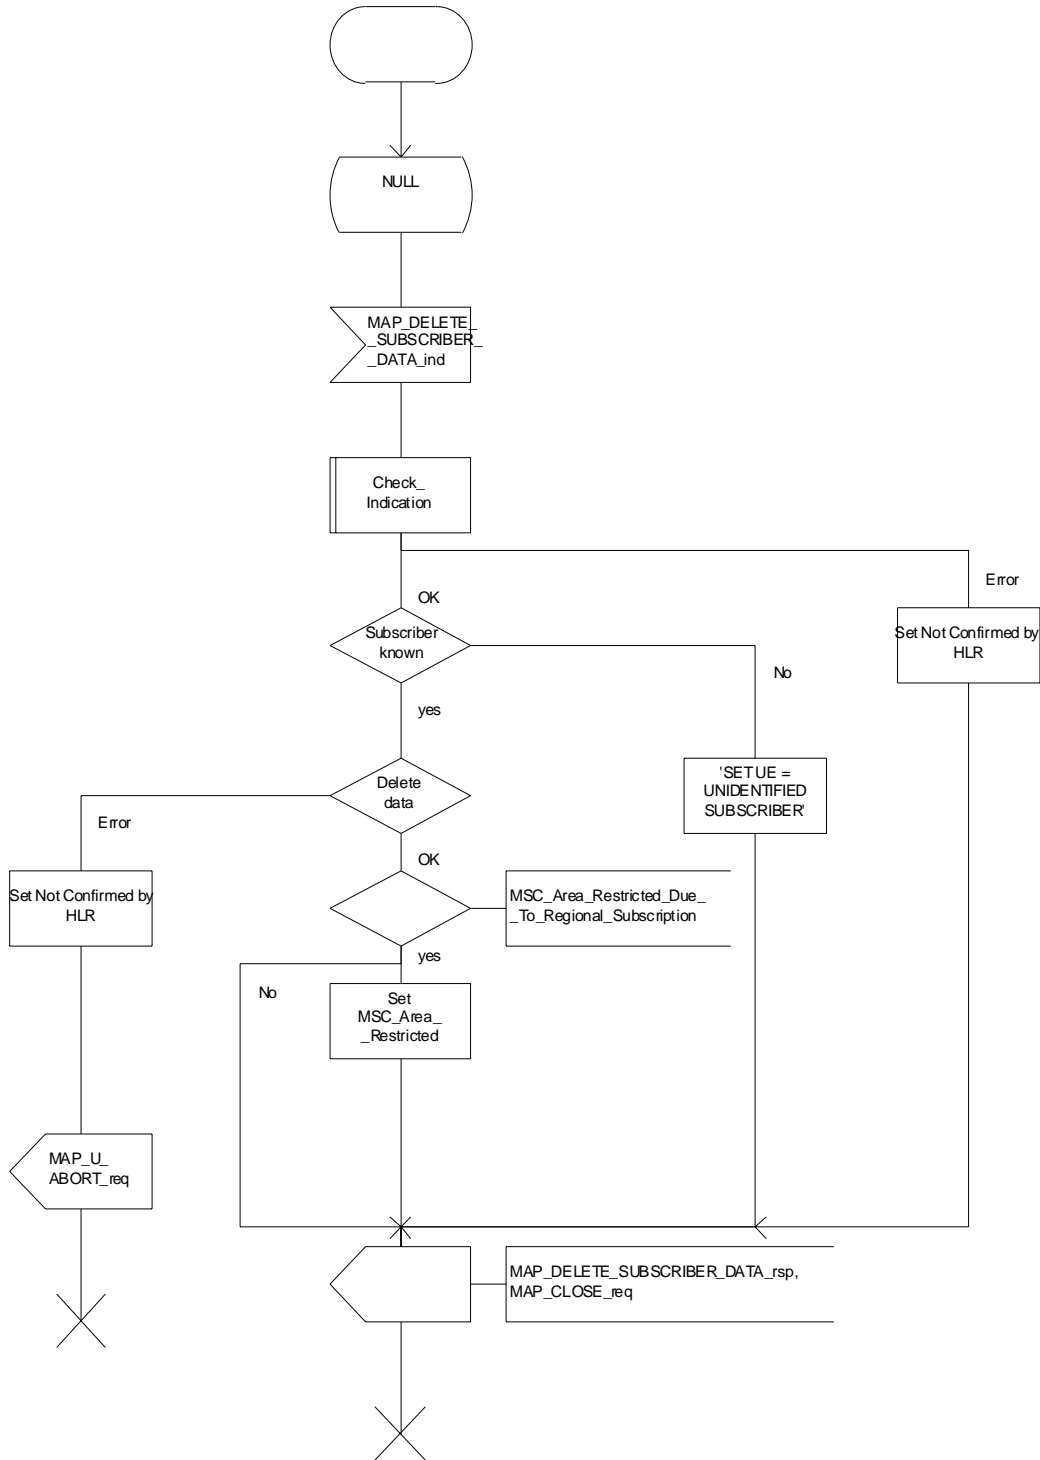 NULL
MAP_DELETE_
_SUBSCRIBER_
_DATA_ind
Check_
Indication
Error
OK
Set Not Confirmed by
HLR
Subscriber
known
No
yes
'SET UE =
UNIDENTIFIED
SUBSCRIBER'
Delete
data
Error
OK
Set Not Confirmed by
HLR
MSC_Area_Restricted_Due_
_To_Regional_Subscription
yes
No
Set
MSC_Area_
_Restricted
MAP_U_
ABORT_req
MAP_DELETE_SUBSCRIBER_DATA_rsp,
MAP_CLOSE_req